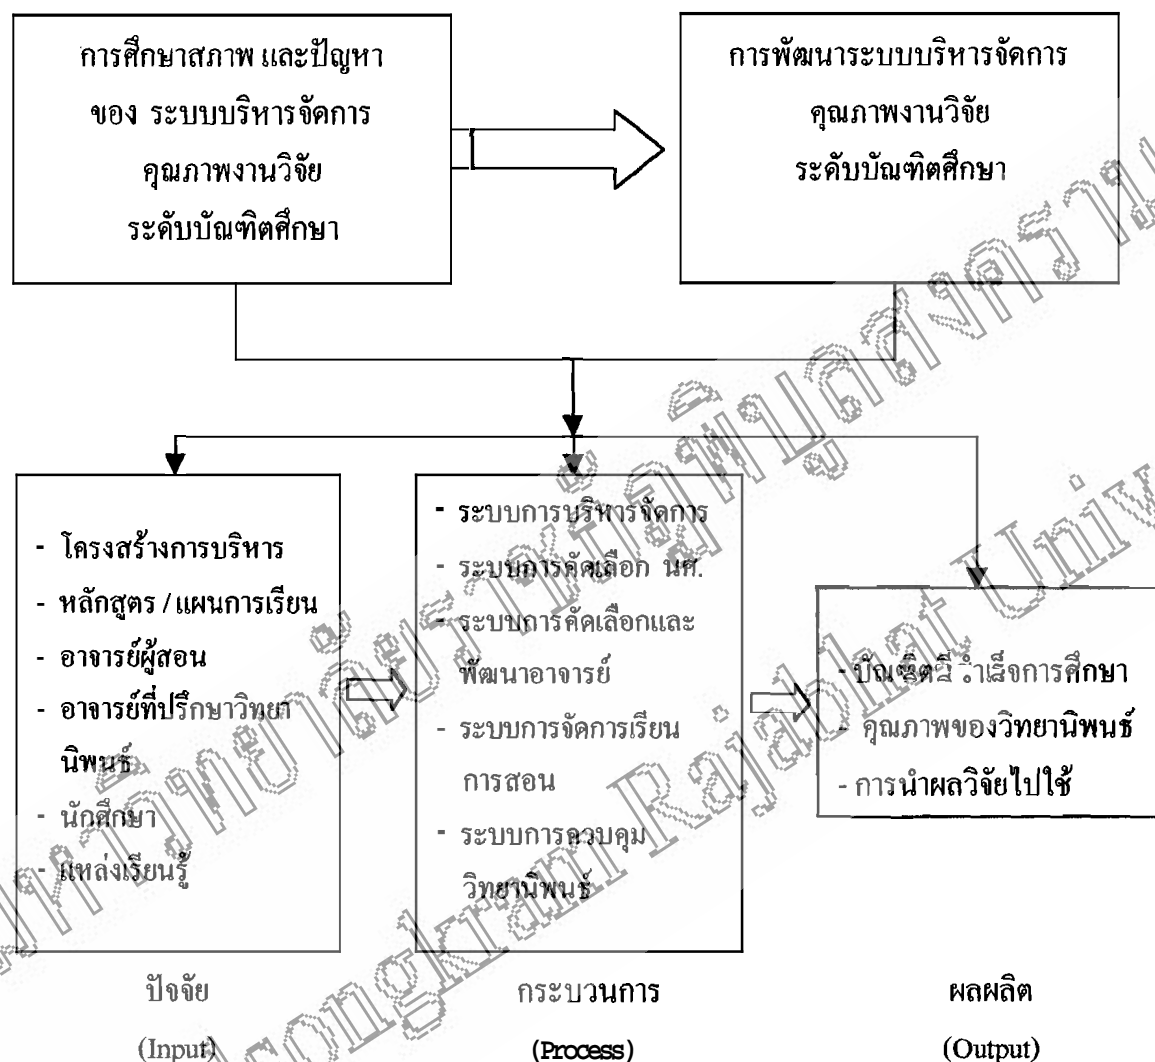 การศึกษาสภาพ และปัญหา
ของ ระบบบริหารจัดการ
คุณภาพงานวิจัย
ระดับบัณฑิตศึกษา
การพัฒนาระบบบริหารจัดการ
คุณภาพงานวิจัย
ระดับบัณฑิตศึกษา
- โครงสร้างการบริหาร
- หลักสูตร / แผนการเรียน
- อาจารย์ผู้สอน
- อาจารย์ที่ปรึกษาวิทยา
นิพนธ์
- นักศึกษา
- แหล่งเรียนรู้
- ระบบการบริหารจัดการ
- ระบบการคัดเลือก นศ.
- ระบบการคัดเลือกและ
พัฒนาอาจารย์
- ระบบการจัดการเรียน
การสอน
- ระบบการควบคุม
วิทยานิพนธ์
- บัณฑิตที่สำเร็จการศึกษา
- คุณภาพของวิทยานิพนธ์
- การนำผลวิจัยไปใช้
ปัจจัย
(Input)
กระบวนการ
(Process)
ผลผลิต
(Output)
Rajabhat Univ
songkram